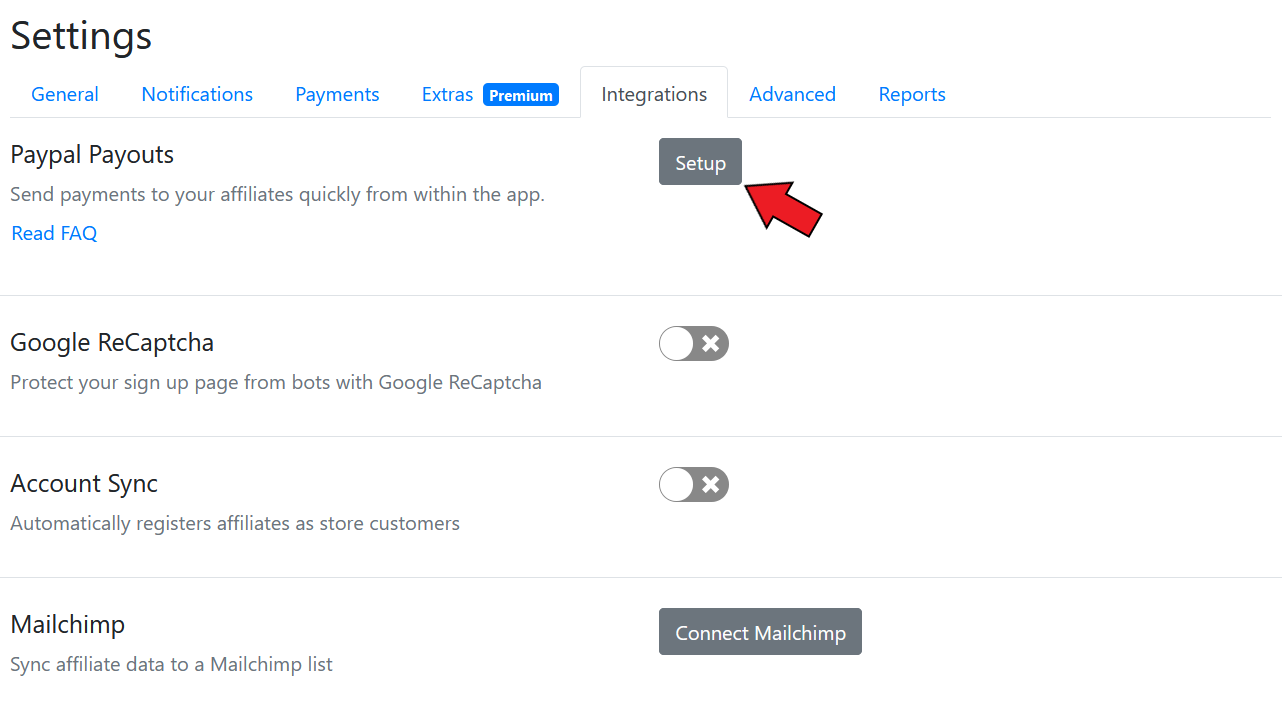 Settings
General Notifications Payments Extras Premium Integrations Advanced Reports
Paypal Payouts
Setup
Send payments to your affiliates quickly from within the app.
Read FAQ
Google ReCaptcha
Protect your sign up page from bots with Google ReCaptcha
Account Sync
Automatically registers affiliates as store customers
Mailchimp
Connect Mailchimp
Sync affiliate data to a Mailchimp list